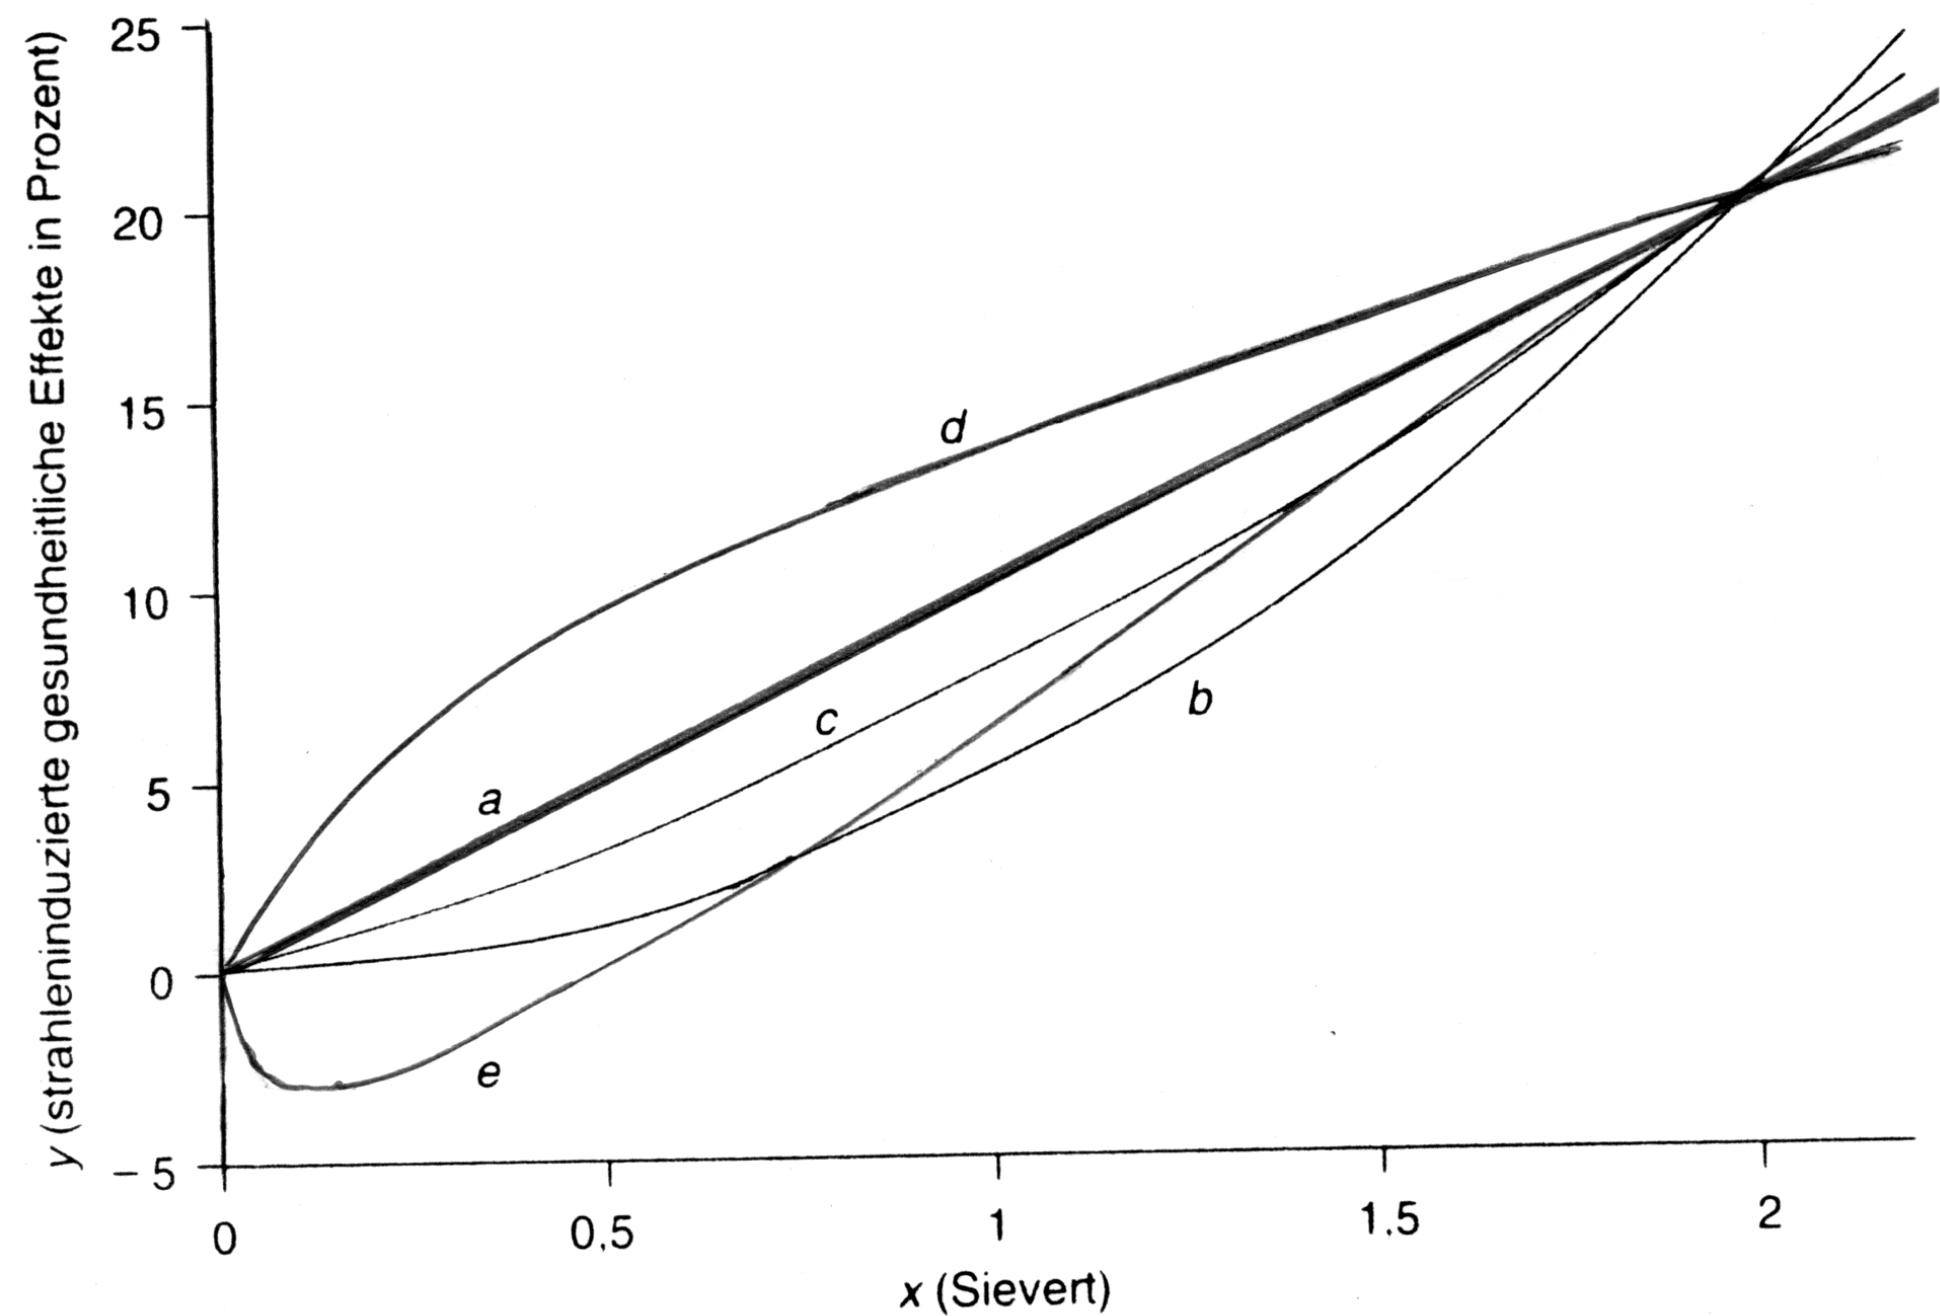 y (strahleninduzierte gesundheitliche Effekte in Prozent)
25
20
15
10
5
0
– 5
d
a
c
b
e
0
0,5
1
1.5
2
x (Sievert)